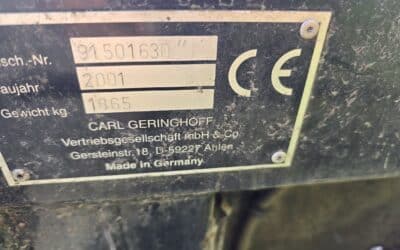 sch.-Nr. 91501630"
aujahr 2001
Gewicht kg. 1865
CE
CARL GERINGHOFF
Vertriebsgesellschaft mbH & Co
Gersteinstr. 18, D-59227 Ahlen
Made in Germany